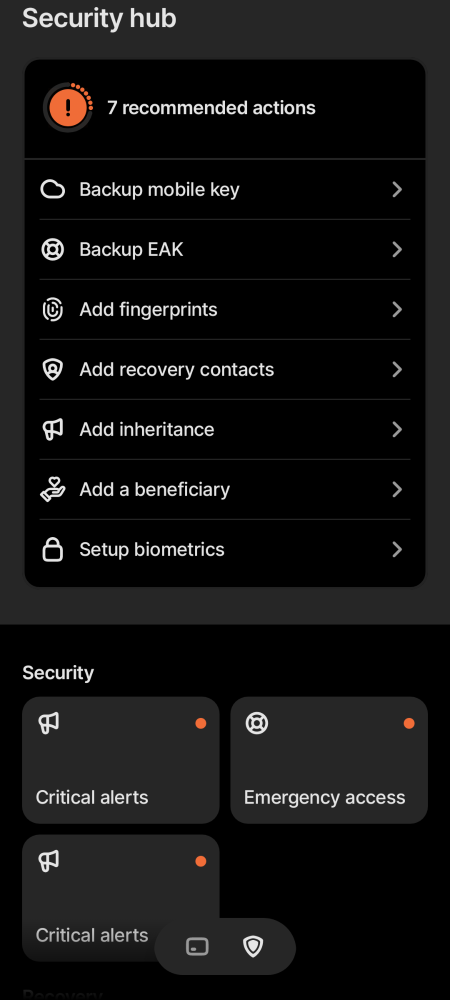 Security hub
7 recommended actions
Backup mobile key
Backup EAK
Add fingerprints
Add recovery contacts
Add inheritance
Add a beneficiary
Setup biometrics
Security
Critical alerts
Emergency access
Critical alerts
Recovery